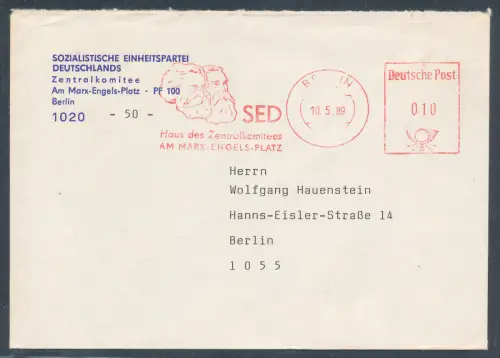 SOZIALISTISCHE EINHEITSPARTEI
DEUTSCHLANDS
Zentralkomitee
Am Marx-Engels-Platz · PF 100
Berlin
1020 - 50 -
SED
Haus des Zentralkomitees
AM MARX-ENGELS-PLATZ
10.5.89
Deutsche Post
010
Herrn
Wolfgang Hauenstein
Hanns-Eisler-Straße 14
Berlin
1055